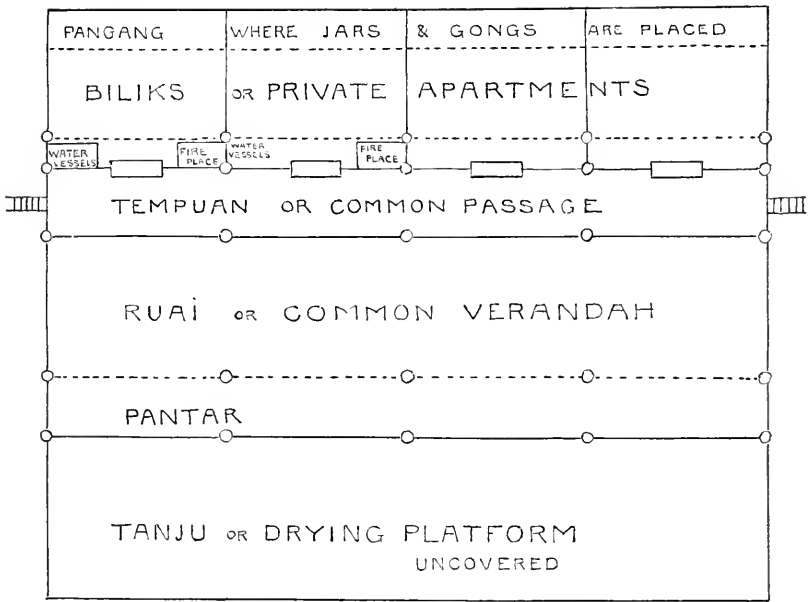 PANGANG WHERE JARS & GONGS ARE PLACED
BILIKS OR PRIVATE APARTMENTS
WATER VESSELS
FIRE PLACE
WATER VESSELS
FIRE PLACE
TEMPUAN OR COMMON PASSAGE
RUAI OR COMMON VERANDAH
PANTAR
TANJU OR DRYING PLATFORM
UNCOVERED